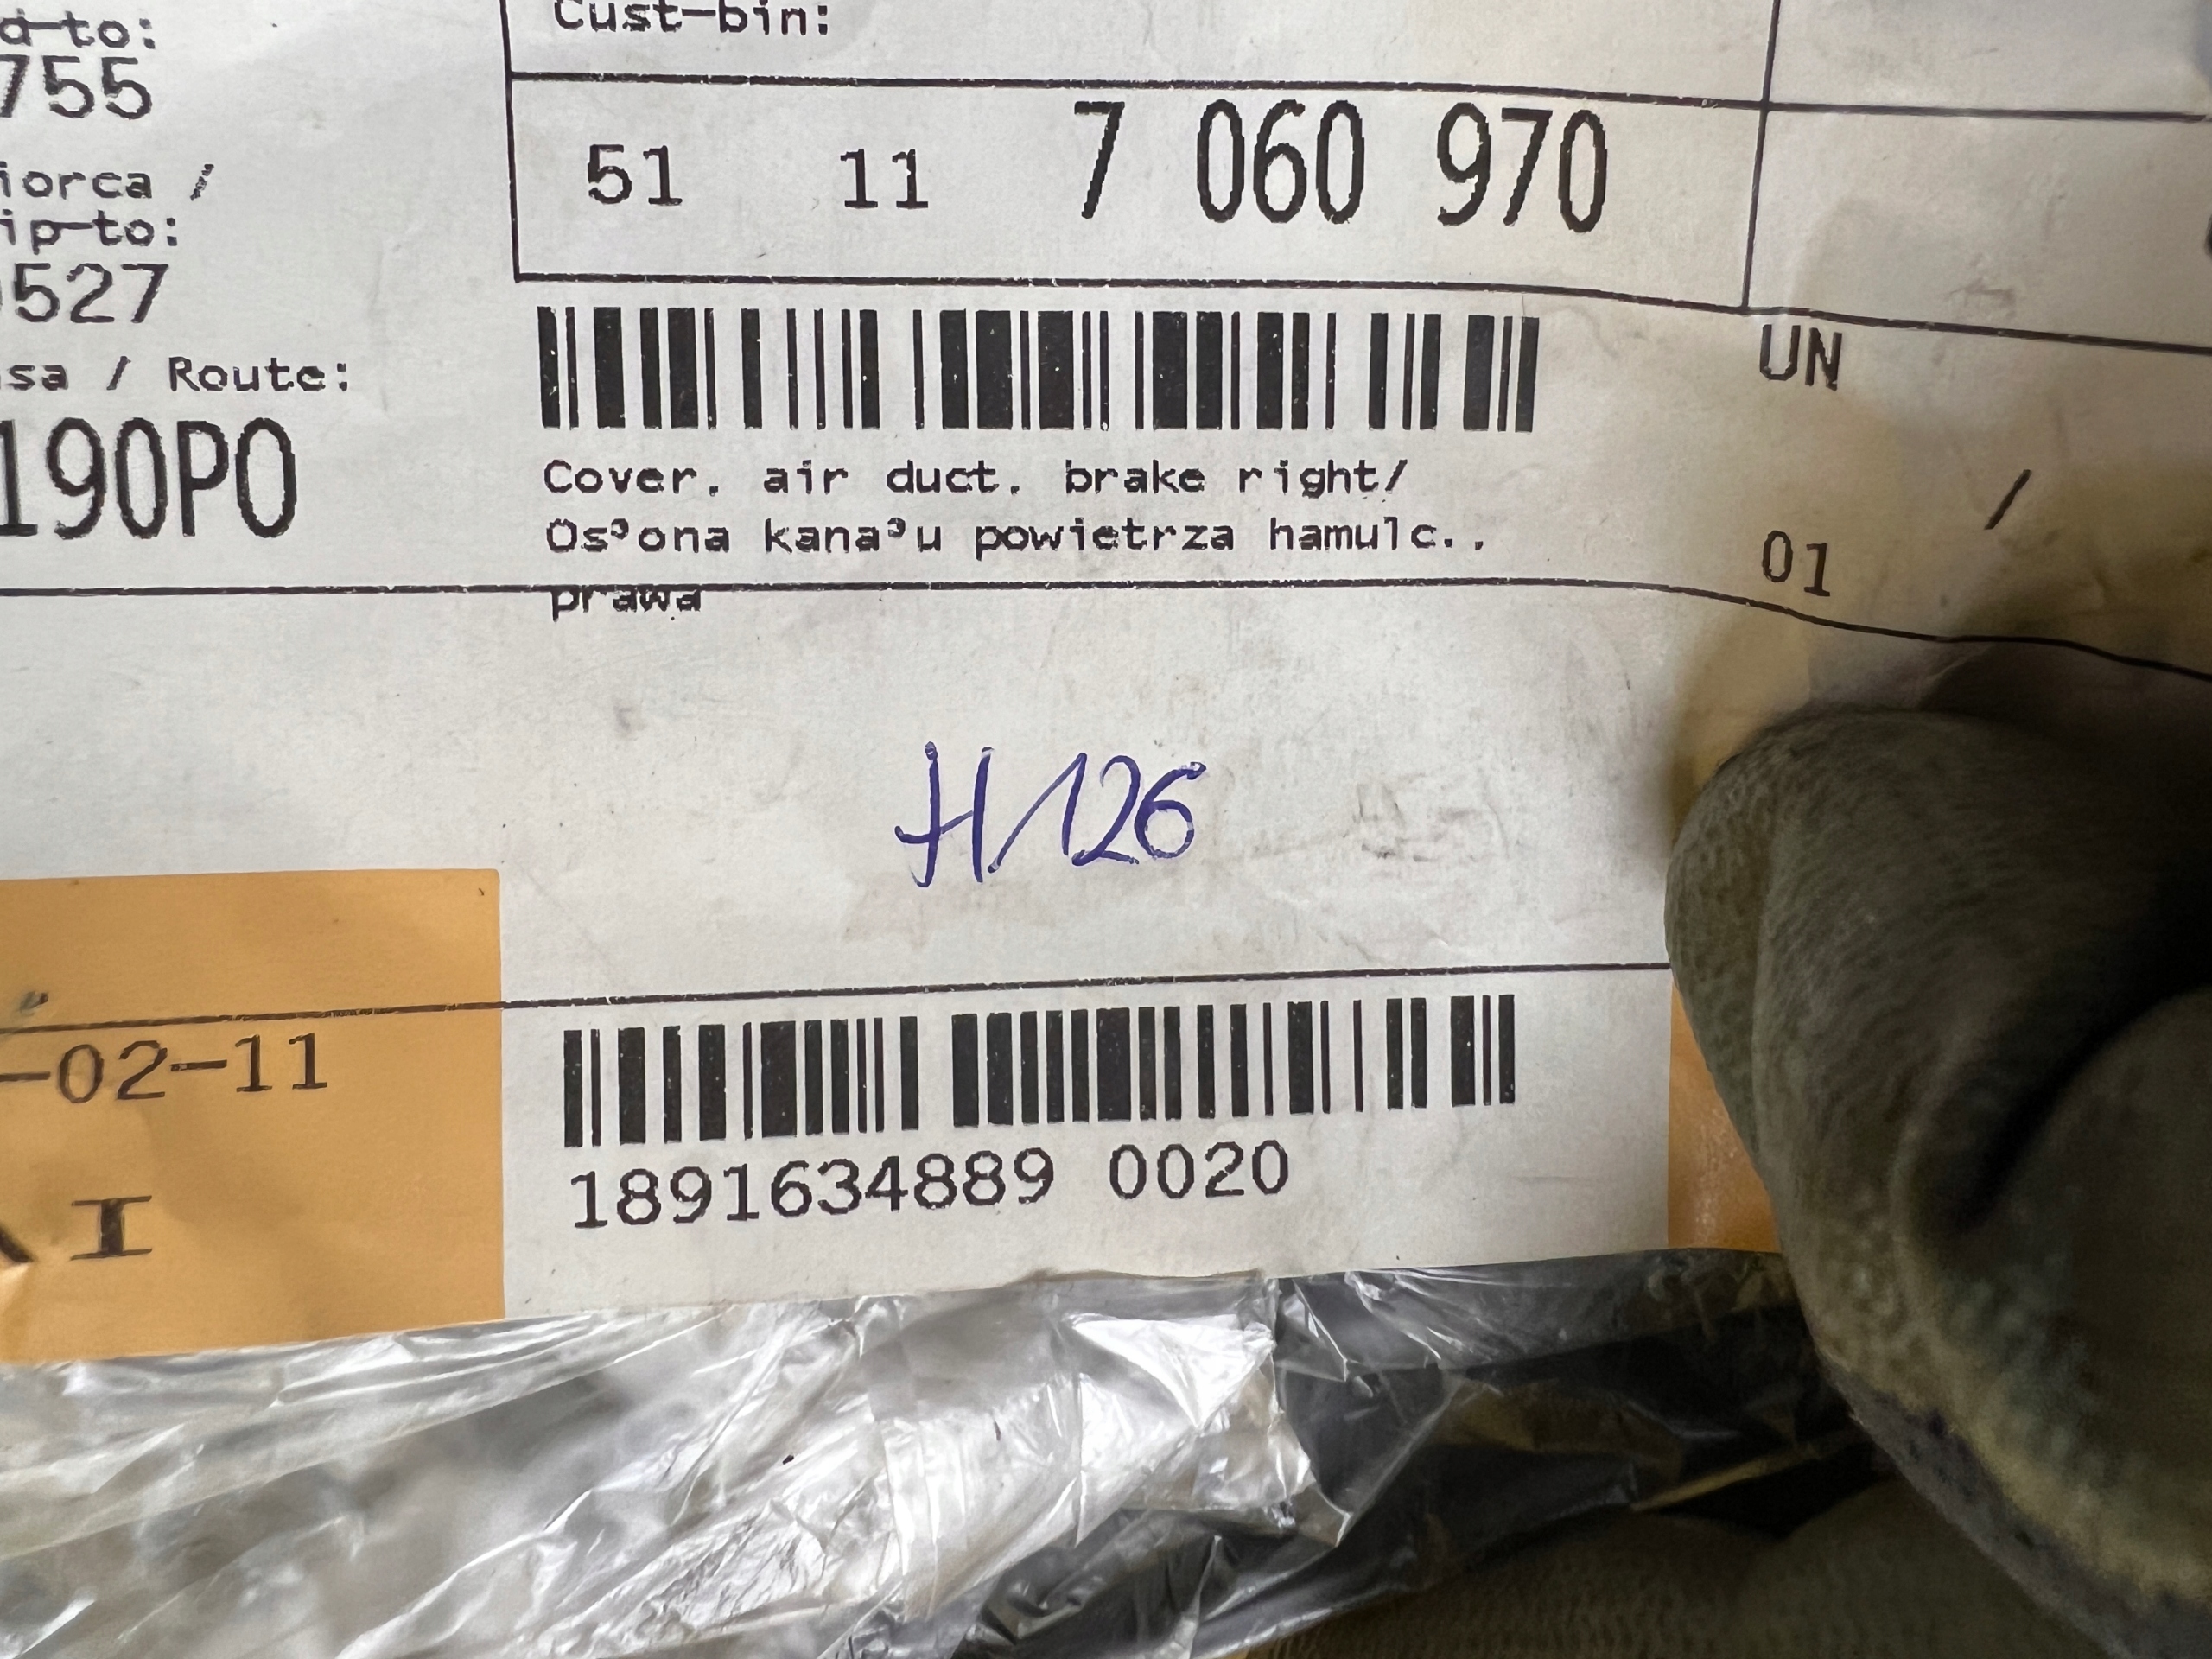 d-to:
755
iorca /
ip-to:
527
sa / Route:
190PO
Cust-bin:
51 11 7 060 970
UN
Cover, air duct, brake right/
Os³ona kana³u powietrza hamulc.,
prawa
/
01
H/126
-02-11
I
1891634889 0020